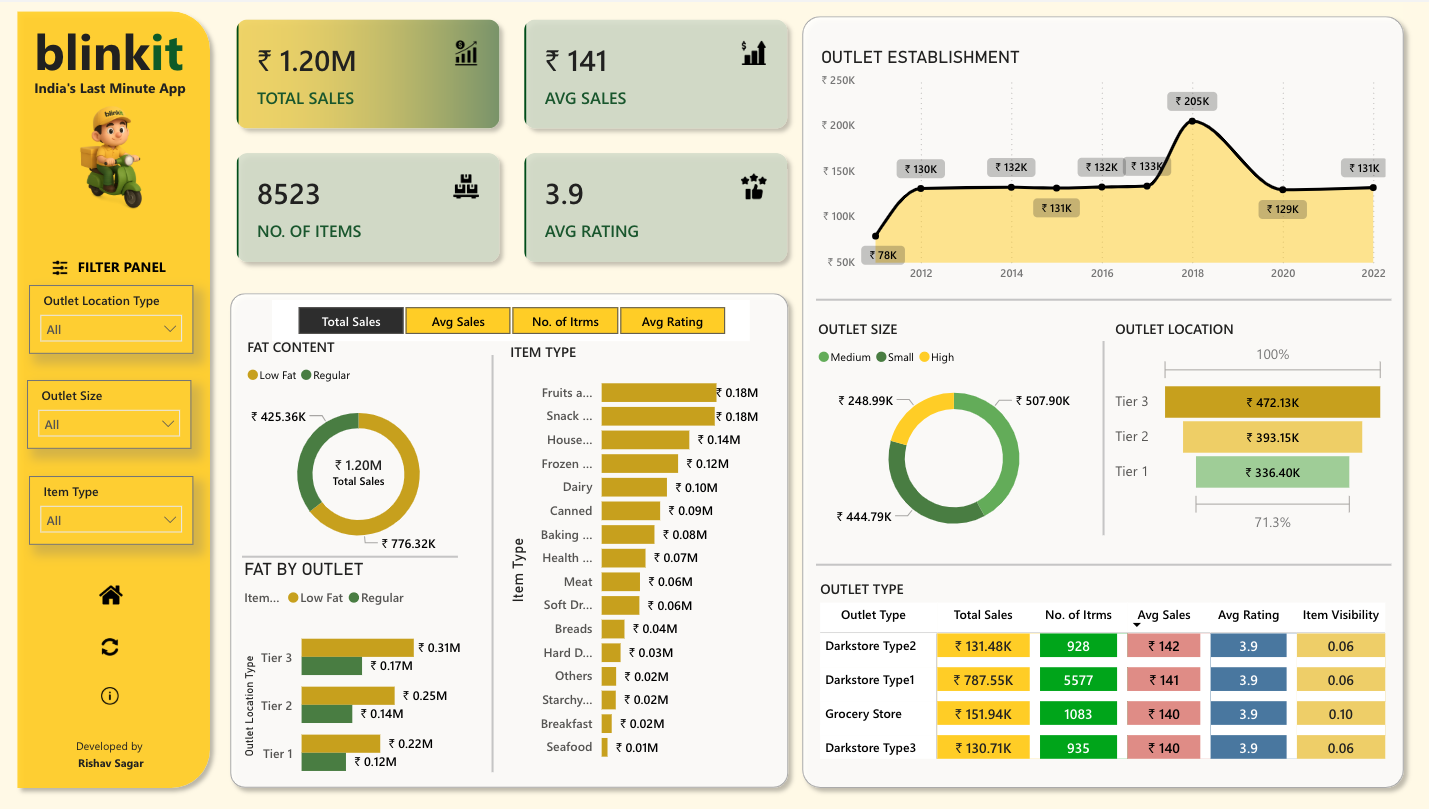 blinkit
India's Last Minute App
blinkit
FILTER PANEL
Outlet Location Type
All
Outlet Size
All
Item Type
All
Developed by
Rishav Sagar
₹ 1.20M
TOTAL SALES
₹ 141
AVG SALES
8523
NO. OF ITEMS
3.9
AVG RATING
Total Sales Avg Sales No. of Itrms Avg Rating
FAT CONTENT
Low Fat Regular
₹ 425.36K
₹ 1.20M
Total Sales
₹ 776.32K
FAT BY OUTLET
Item... Low Fat Regular
Outlet Location Type
Tier 3 ₹ 0.31M
₹ 0.17M
Tier 2 ₹ 0.25M
₹ 0.14M
Tier 1 ₹ 0.22M
₹ 0.12M
ITEM TYPE
Item Type
Fruits a... ₹ 0.18M
Snack ... ₹ 0.18M
House... ₹ 0.14M
Frozen ... ₹ 0.12M
Dairy ₹ 0.10M
Canned ₹ 0.09M
Baking ... ₹ 0.08M
Health ... ₹ 0.07M
Meat ₹ 0.06M
Soft Dr... ₹ 0.06M
Breads ₹ 0.04M
Hard D... ₹ 0.03M
Others ₹ 0.02M
Starchy... ₹ 0.02M
Breakfast ₹ 0.02M
Seafood ₹ 0.01M
OUTLET ESTABLISHMENT
₹ 250K
₹ 200K
₹ 150K
₹ 100K
₹ 50K
₹ 78K
₹ 130K
₹ 132K
₹ 131K
₹ 132K
₹ 133K
₹ 205K
₹ 129K
₹ 131K
2012 2014 2016 2018 2020 2022
OUTLET SIZE
Medium Small High
₹ 248.99K
₹ 507.90K
₹ 444.79K
OUTLET LOCATION
100%
Tier 3 ₹ 472.13K
Tier 2 ₹ 393.15K
Tier 1 ₹ 336.40K
71.3%
OUTLET TYPE
Outlet Type Total Sales No. of Itrms Avg Sales Avg Rating Item Visibility
Darkstore Type2 ₹ 131.48K 928 ₹ 142 3.9 0.06
Darkstore Type1 ₹ 787.55K 5577 ₹ 141 3.9 0.06
Grocery Store ₹ 151.94K 1083 ₹ 140 3.9 0.10
Darkstore Type3 ₹ 130.71K 935 ₹ 140 3.9 0.06